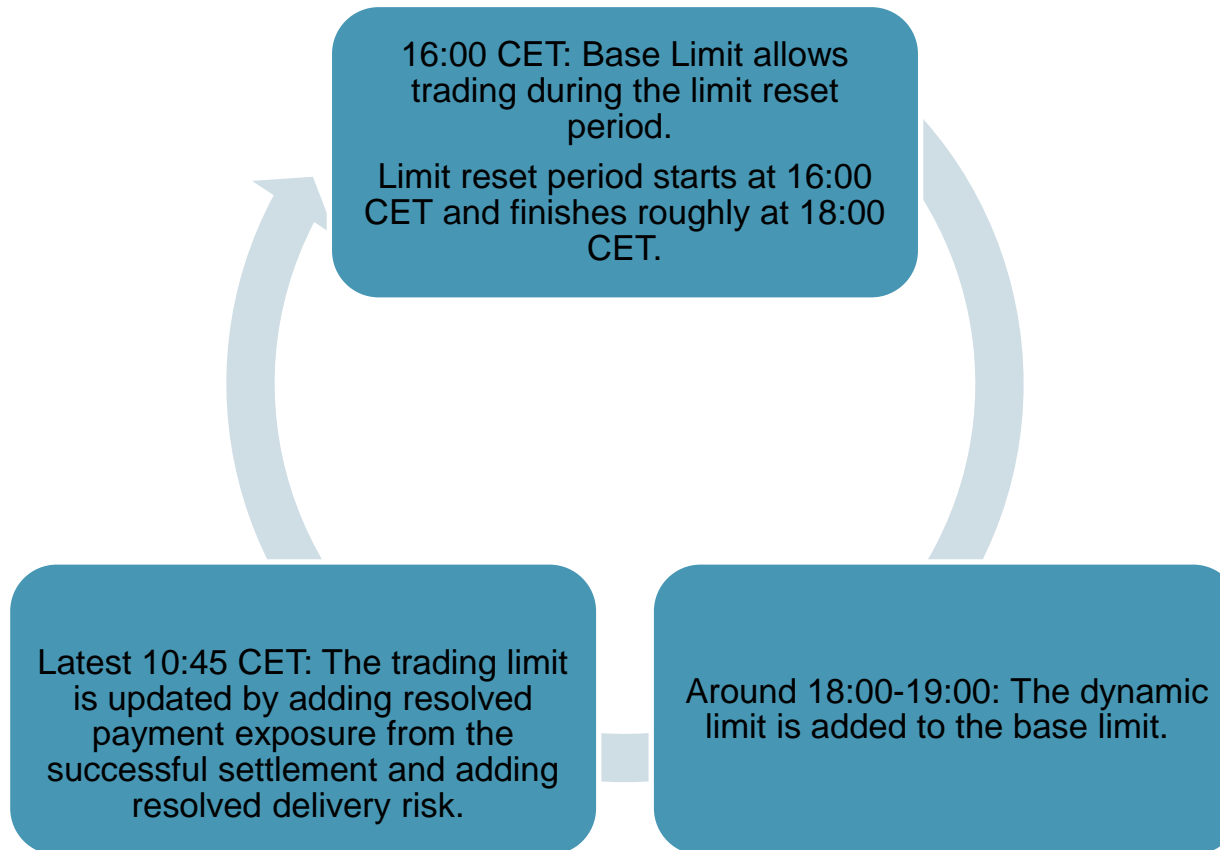 16:00 CET: Base Limit allows
trading during the limit reset
period.
Limit reset period starts at 16:00
CET and finishes roughly at 18:00
CET.
Around 18:00-19:00: The dynamic
limit is added to the base limit.
Latest 10:45 CET: The trading limit
is updated by adding resolved
payment exposure from the
successful settlement and adding
resolved delivery risk.